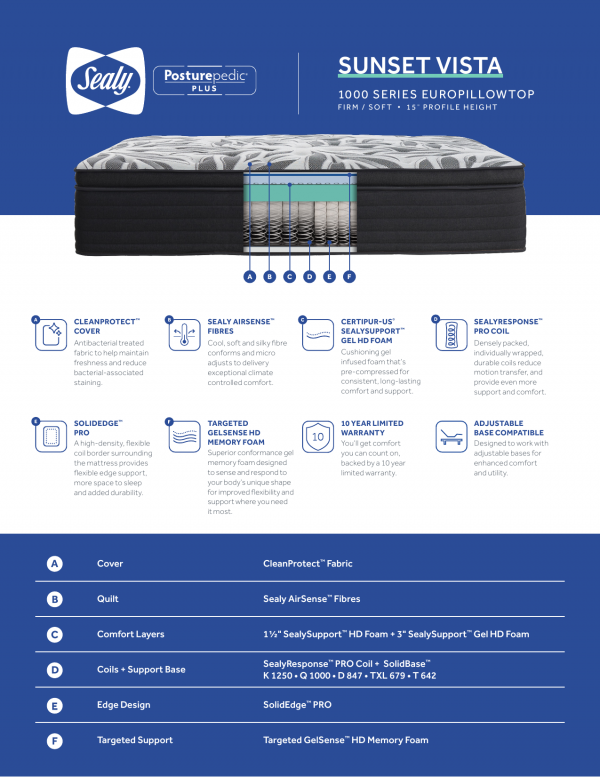 Sealy
Posturepedic®
PLUS
SUNSET VISTA
1000 SERIES EUROPILLOWTOP
FIRM / SOFT • 15" PROFILE HEIGHT
A B C D E F
A
CLEANPROTECT™
COVER
Antibacterial treated
fabric to help maintain
freshness and reduce
bacterial-associated
staining.
B
SEALY AIRSENSE™
FIBRES
Cool, soft and silky fibre
conforms and micro
adjusts to delivery
exceptional climate
controlled comfort.
C
CERTIPUR-US®
SEALYSUPPORT™
GEL HD FOAM
Cushioning gel
infused foam that's
pre-compressed for
consistent, long-lasting
comfort and support.
D
SEALYRESPONSE™
PRO COIL
Densely packed,
individually wrapped,
durable coils reduce
motion transfer, and
provide even more
support and comfort.
E
SOLIDEDGE™
PRO
A high-density, flexible
coil border surrounding
the mattress provides
flexible edge support,
more space to sleep
and added durability.
F
TARGETED
GELSENSE HD
MEMORY FOAM
Superior conformance gel
memory foam designed
to sense and respond to
your body's unique shape
for improved flexibility and
support where you need
it most.
10
10 YEAR LIMITED
WARRANTY
You'll get comfort
you can count on,
backed by a 10 year
limited warranty.
ADJUSTABLE
BASE COMPATIBLE
Designed to work with
adjustable bases for
enhanced comfort
and utility.
A Cover CleanProtect™ Fabric
B Quilt Sealy AirSense™ Fibres
C Comfort Layers 1½" SealySupport™ HD Foam + 3" SealySupport™ Gel HD Foam
D Coils + Support Base SealyResponse™ PRO Coil + SolidBase™
K 1250 • Q 1000 • D 847 • TXL 679 • T 642
E Edge Design SolidEdge™ PRO
F Targeted Support Targeted GelSense™ HD Memory Foam